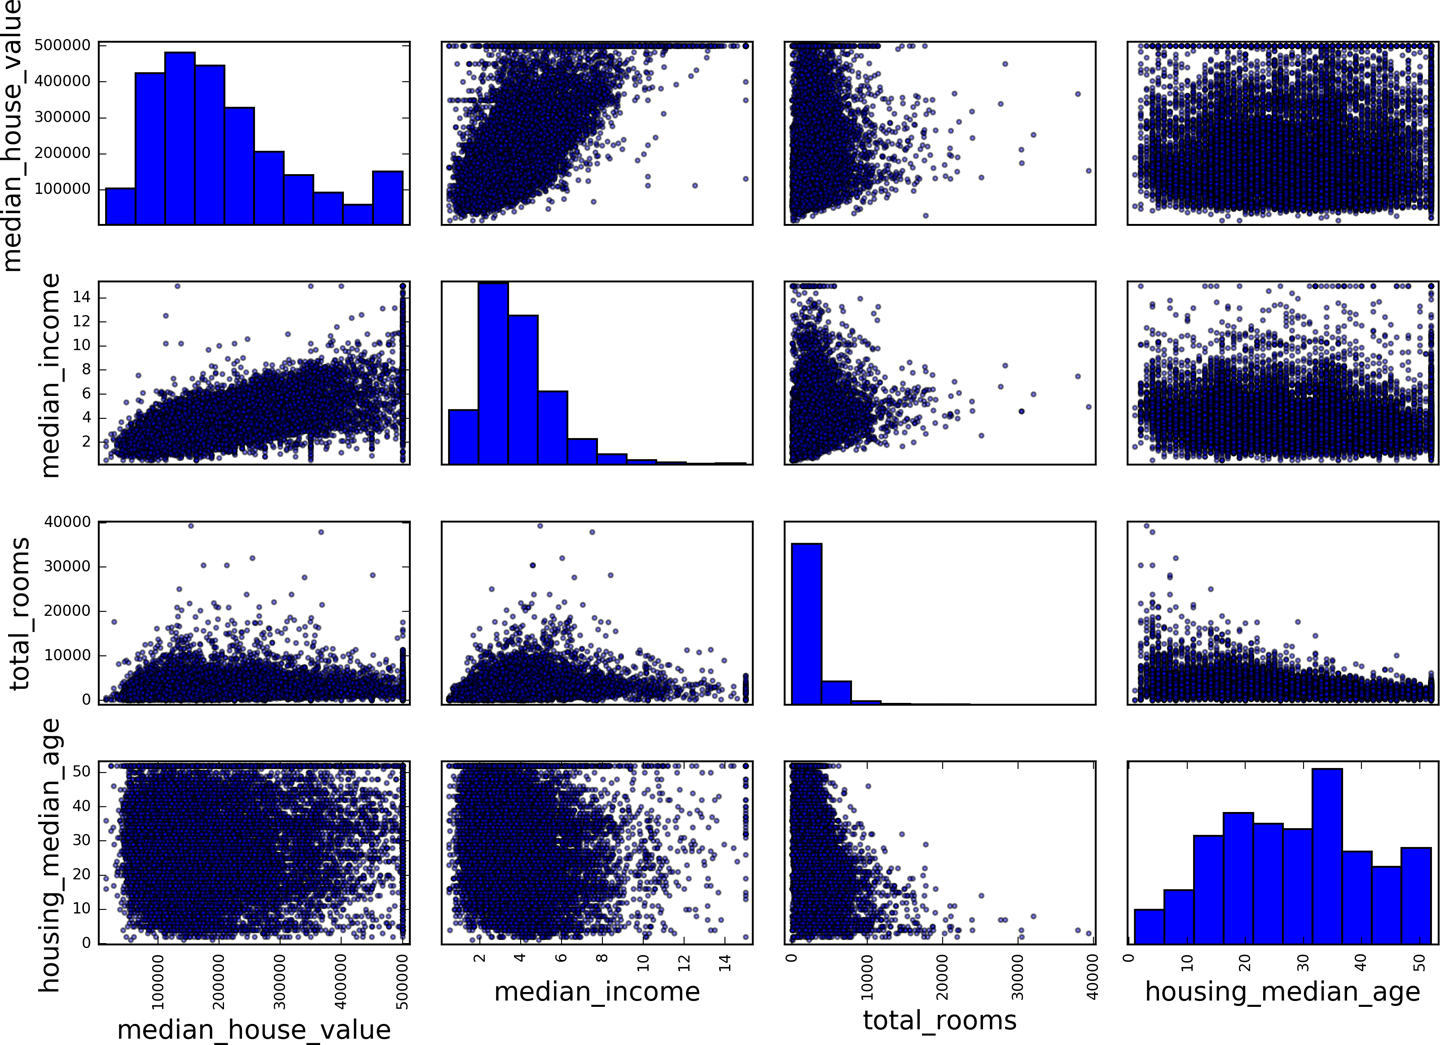 median_house_value
500000
400000
300000
200000
100000
median_income
14
12
10
8
6
4
2
total_rooms
40000
30000
20000
10000
0
housing_median_age
50
40
30
20
10
0
100000 200000 300000 400000 500000
2 4 6 8 10 12 14
0 10000 20000 30000 40000
0 10 20 30 40 50
median_house_value
median_income
total_rooms
housing_median_age